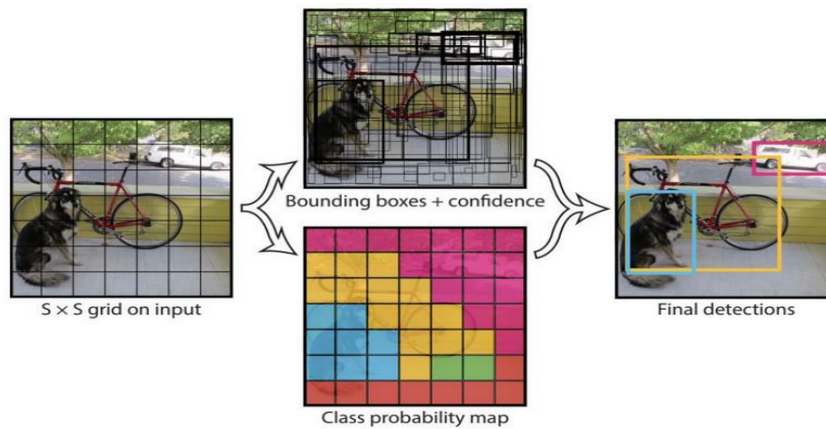 S × S grid on input
Bounding boxes + confidence
Class probability map
Final detections